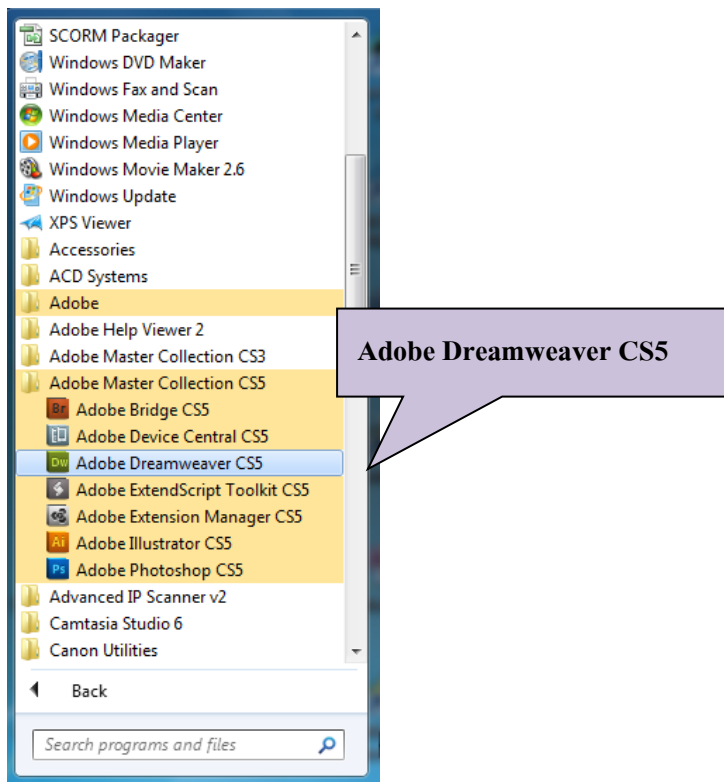 SCORM Packager
Windows DVD Maker
Windows Fax and Scan
Windows Media Center
Windows Media Player
Windows Movie Maker 2.6
Windows Update
XPS Viewer
Accessories
ACD Systems
Adobe
Adobe Help Viewer 2
Adobe Master Collection CS3
Adobe Master Collection CS5
Br Adobe Bridge CS5
Adobe Device Central CS5
Dw Adobe Dreamweaver CS5
Adobe ExtendScript Toolkit CS5
Adobe Extension Manager CS5
Ai Adobe Illustrator CS5
Ps Adobe Photoshop CS5
Advanced IP Scanner v2
Camtasia Studio 6
Canon Utilities
Back
Search programs and files
Adobe Dreamweaver CS5